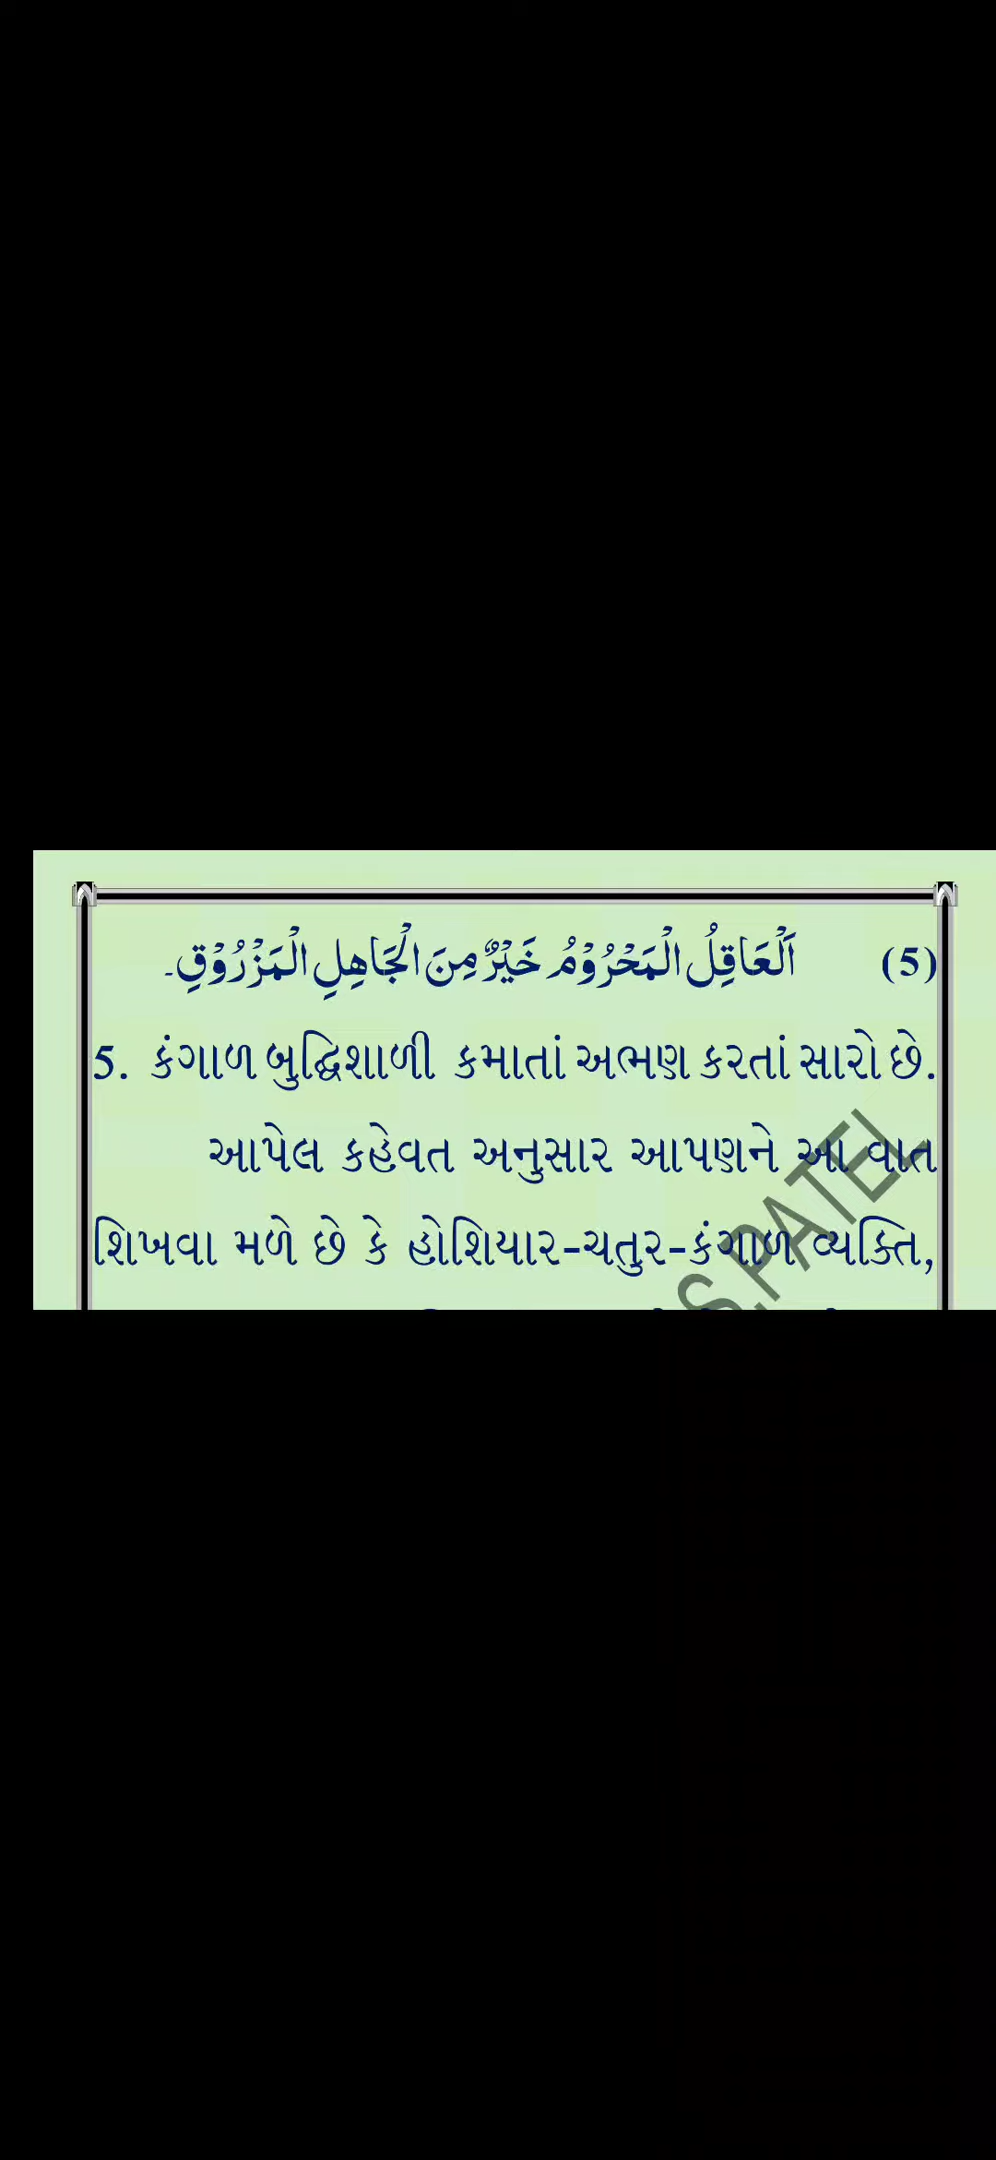 (5) اَلْعَاقِلُ الْمَحْرُوْمُ خَيْرٌ مِنَ الْجَاهِلِ الْمَرْزُوْقِ۔
5. કંગાળ બુદ્ધિશાળી કમાતાં અભણ કરતાં સારો છે.
આપેલ કહેવત અનુસાર આપણને આ વાત
શિખવા મળે છે કે હોશિયાર-ચતુર-કંગાળ વ્યક્તિ,
S.PATEL